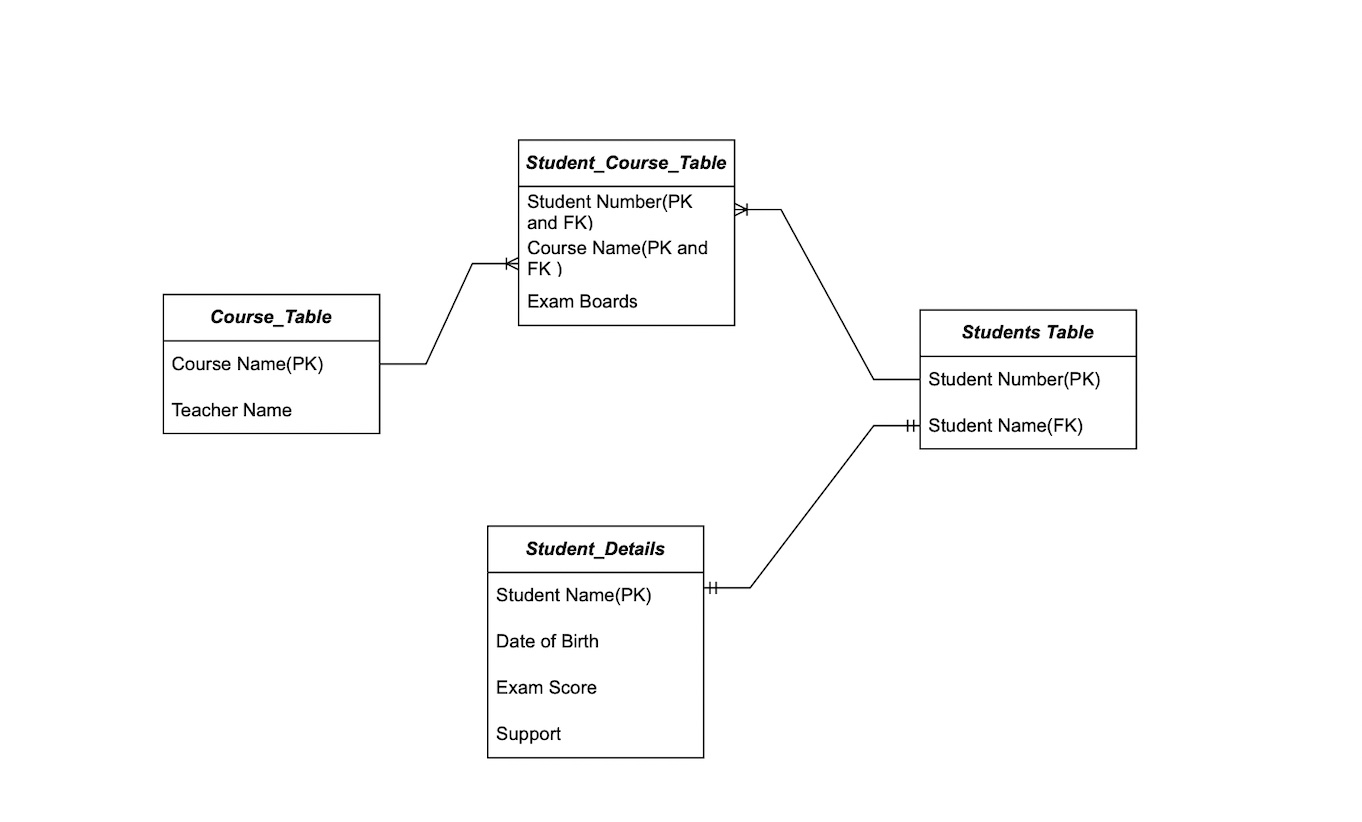 Student_Course_Table
Student Number(PK
and FK)
Course Name(PK and
FK )
Exam Boards
Course_Table
Course Name(PK)
Teacher Name
Students Table
Student Number(PK)
Student Name(FK)
Student_Details
Student Name(PK)
Date of Birth
Exam Score
Support